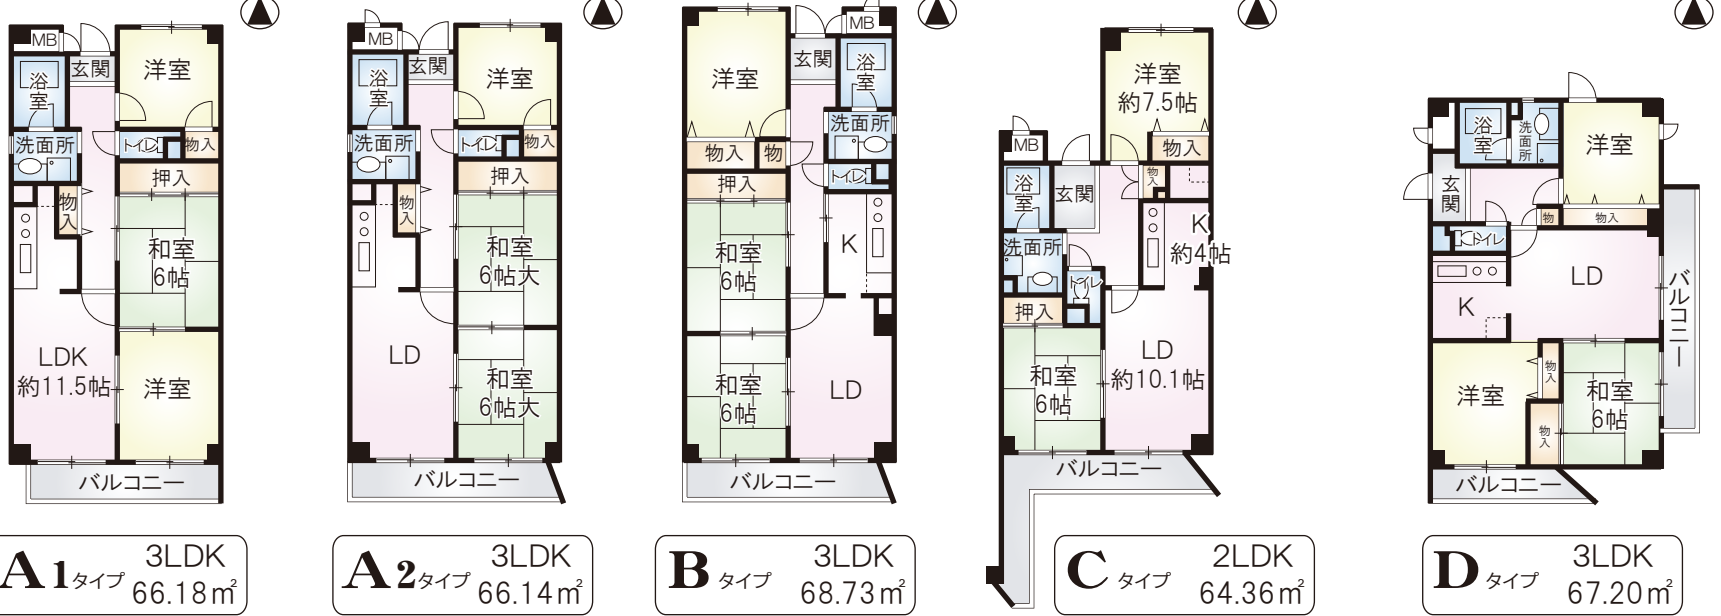 MB
玄関
洋室
浴室
洗面所
トイレ
物入
押入
物入
和室
6帖
LDK
約11.5帖
洋室
バルコニー
A1タイプ
3LDK
66.18㎡
MB
玄関
洋室
浴室
洗面所
トイレ
物入
押入
物入
和室
6帖大
LD
和室
6帖大
バルコニー
A2タイプ
3LDK
66.14㎡
MB
洋室
玄関
浴室
洗面所
物入
物
トイレ
押入
和室
6帖
K
和室
6帖
LD
バルコニー
Bタイプ
3LDK
68.73㎡
洋室
約7.5帖
MB
物入
浴室
玄関
物入
K
約4帖
洗面所
トイレ
押入
LD
約10.1帖
和室
6帖
バルコニー
Cタイプ
2LDK
64.36㎡
浴室
洗面所
洋室
玄関
物
物入
トイレ
LD
K
バルコニー
洋室
物入
和室
6帖
物入
バルコニー
Dタイプ
3LDK
67.20㎡